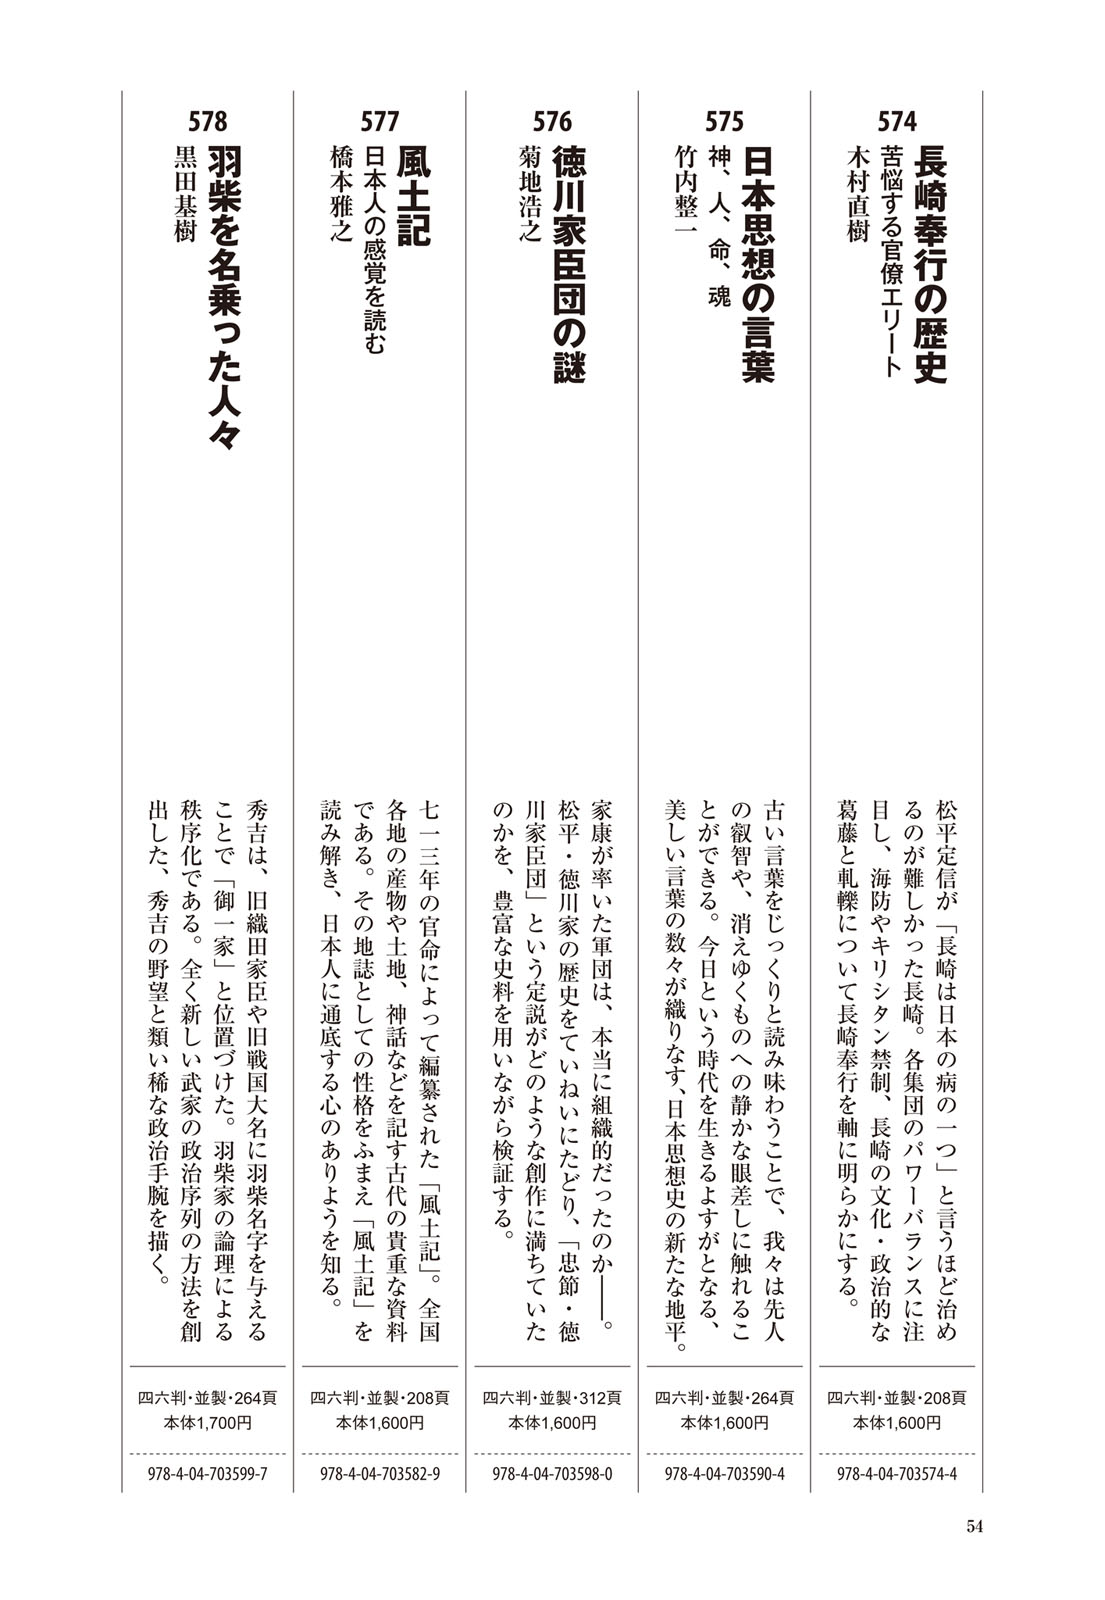 574
長崎奉行の歴史
苦悩する官僚エリート
木村直樹
松平定信が「長崎は日本の病の一つ」と言うほど治め
るのが難しかった長崎。各集団のパワーバランスに注
目し、海防やキリシタン禁制、長崎の文化・政治的な
葛藤と軋轢について長崎奉行を軸に明らかにする。
四六判・並製・208頁
本体1,600円
978-4-04-703574-4
575
日本思想の言葉
神、人、命、魂
竹内整一
古い言葉をじっくりと読み味わうことで、我々は先人
の叡智や、消えゆくものへの静かな眼差しに触れるこ
とができる。今日という時代を生きるよすがとなる、
美しい言葉の数々が織りなす、日本思想史の新たな地平。
四六判・並製・264頁
本体1,600円
978-4-04-703590-4
576
徳川家臣団の謎
菊地浩之
家康が率いた軍団は、本当に組織的だったのか――。
松平・徳川家の歴史をていねいにたどり、「忠節・徳
川家臣団」という定説がどのような創作に満ちていた
のかを、豊富な史料を用いながら検証する。
四六判・並製・312頁
本体1,600円
978-4-04-703598-0
577
風土記
日本人の感覚を読む
橋本雅之
七一三年の官命によって編纂された「風土記」。全国
各地の産物や土地、神話などを記す古代の貴重な資料
である。その地誌としての性格をふまえ「風土記」を
読み解き、日本人に通底する心のありようを知る。
四六判・並製・208頁
本体1,600円
978-4-04-703582-9
578
羽柴を名乗った人々
黒田基樹
秀吉は、旧織田家臣や旧戦国大名に羽柴名字を与える
ことで「御一家」と位置づけた。羽柴家の論理による
秩序化である。全く新しい武家の政治序列の方法を創
出した、秀吉の野望と類い稀な政治手腕を描く。
四六判・並製・264頁
本体1,700円
978-4-04-703599-7
54